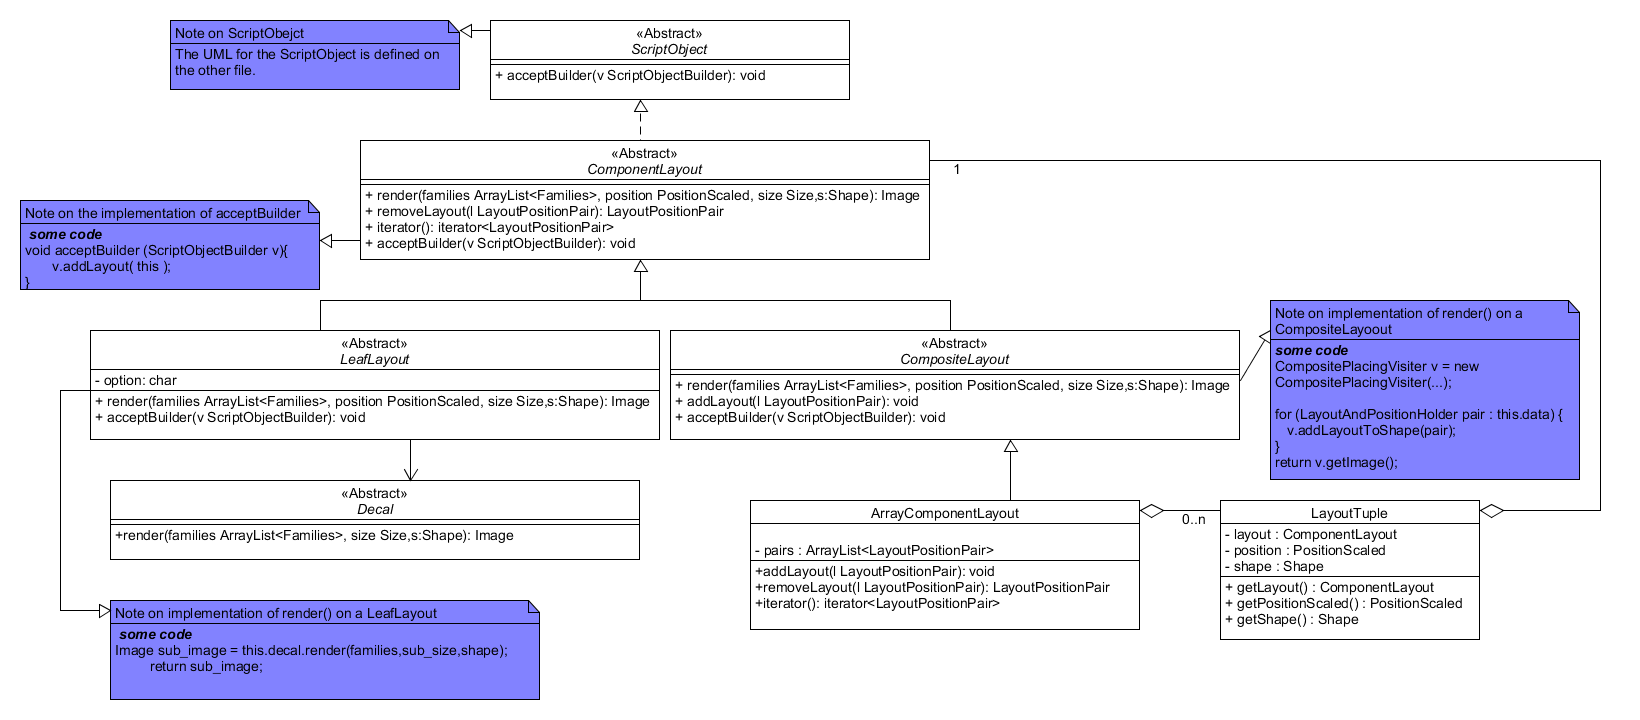 Note on ScriptObejct
The UML for the ScriptObject is defined on
the other file.
«Abstract»
ScriptObject
+ acceptBuilder(v ScriptObjectBuilder): void
«Abstract»
ComponentLayout
+ render(families ArrayList<Families>, position PositionScaled, size Size,s:Shape): Image
+ removeLayout(l LayoutPositionPair): LayoutPositionPair
+ iterator(): iterator<LayoutPositionPair>
+ acceptBuilder(v ScriptObjectBuilder): void
1
Note on the implementation of acceptBuilder
some code
void acceptBuilder (ScriptObjectBuilder v){
v.addLayout( this );
}
«Abstract»
LeafLayout
- option: char
+ render(families ArrayList<Families>, position PositionScaled, size Size,s:Shape): Image
+ acceptBuilder(v ScriptObjectBuilder): void
«Abstract»
CompositeLayout
+ render(families ArrayList<Families>, position PositionScaled, size Size,s:Shape): Image
+ addLayout(l LayoutPositionPair): void
+ acceptBuilder(v ScriptObjectBuilder): void
Note on implementation of render() on a
CompositeLayoout
some code
CompositePlacingVisiter v = new
CompositePlacingVisiter(...);
for (LayoutAndPositionHolder pair : this.data) {
v.addLayoutToShape(pair);
}
return v.getImage();
«Abstract»
Decal
+render(families ArrayList<Families>, size Size,s:Shape): Image
ArrayComponentLayout
- pairs : ArrayList<LayoutPositionPair>
+addLayout(l LayoutPositionPair): void
+removeLayout(l LayoutPositionPair): LayoutPositionPair
+iterator(): iterator<LayoutPositionPair>
0..n
LayoutTuple
- layout : ComponentLayout
- position : PositionScaled
- shape : Shape
+ getLayout() : ComponentLayout
+ getPositionScaled() : PositionScaled
+ getShape() : Shape
Note on implementation of render() on a LeafLayout
some code
Image sub_image = this.decal.render(families,sub_size,shape);
return sub_image;